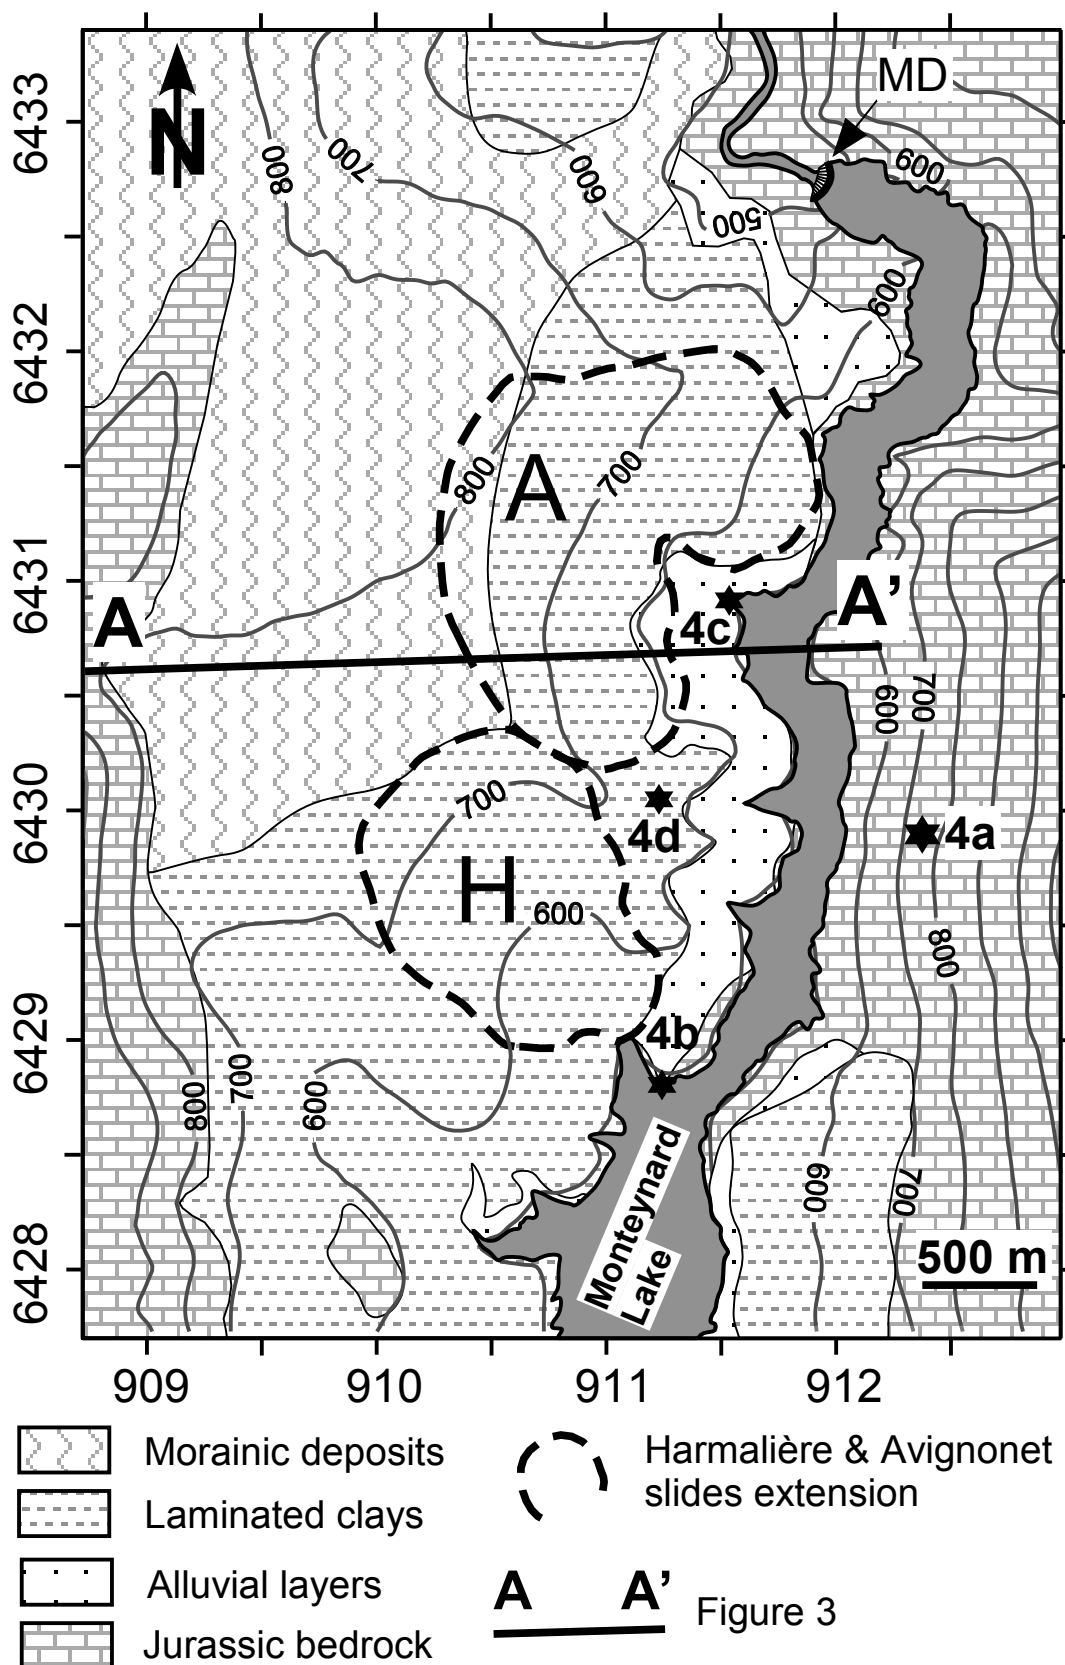 6433
6432
6431
6430
6429
6428
N
MD
800
700
600
500
600
600
800
700
A
A
A'
4c
700
600
700
4d
4a
H
600
800
4b
800
700
600
600
700
Monteynard
Lake
500 m
909
910
911
912
Morainic deposits
Laminated clays
Alluvial layers
Jurassic bedrock
Harmalière & Avignonet
slides extension
A A'
Figure 3